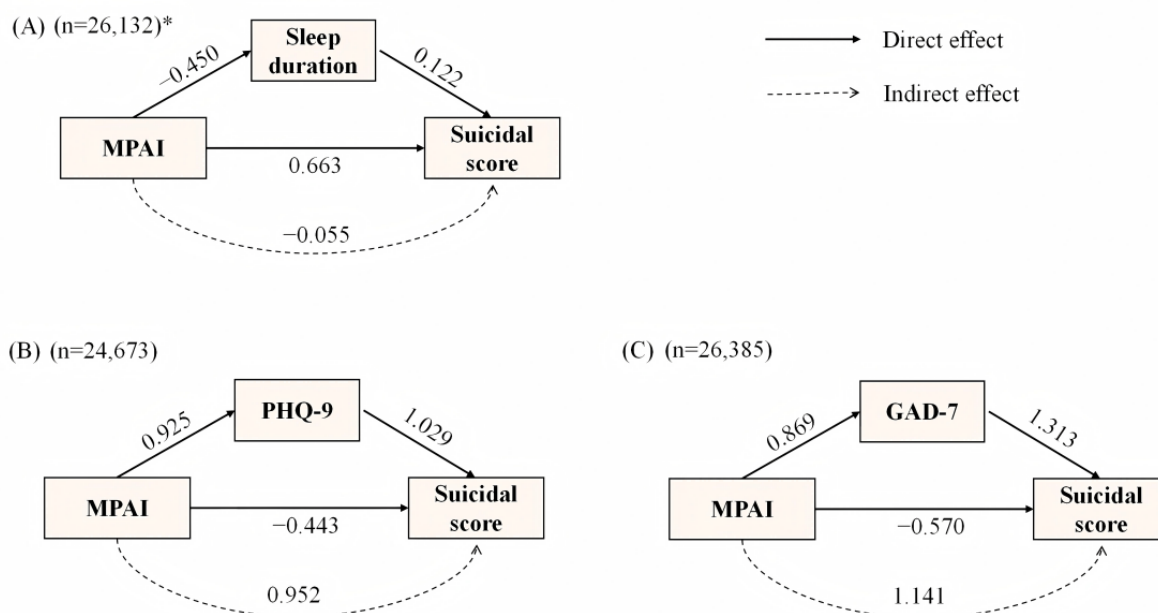 (A) (n=26,132)*
Sleep
duration
−0.450
0.122
MPAI
Suicidal
score
0.663
−0.055
Direct effect
Indirect effect
(B) (n=24,673)
PHQ-9
0.925
1.029
MPAI
Suicidal
score
−0.443
0.952
(C) (n=26,385)
GAD-7
0.869
1.313
MPAI
Suicidal
score
−0.570
1.141